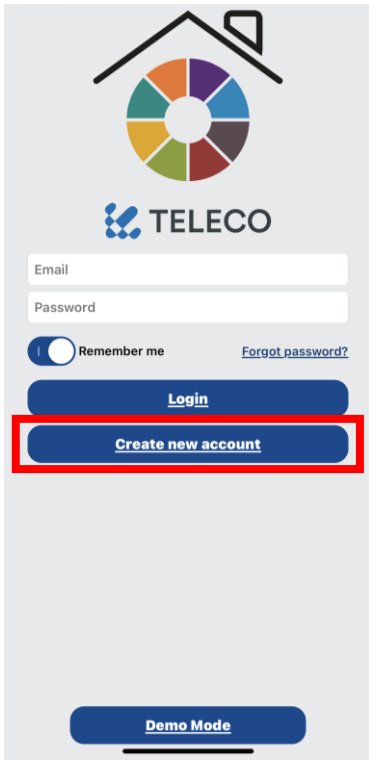 TELECO
Email
Password
Remember me
Forgot password?
Login
Create new account
Demo Mode